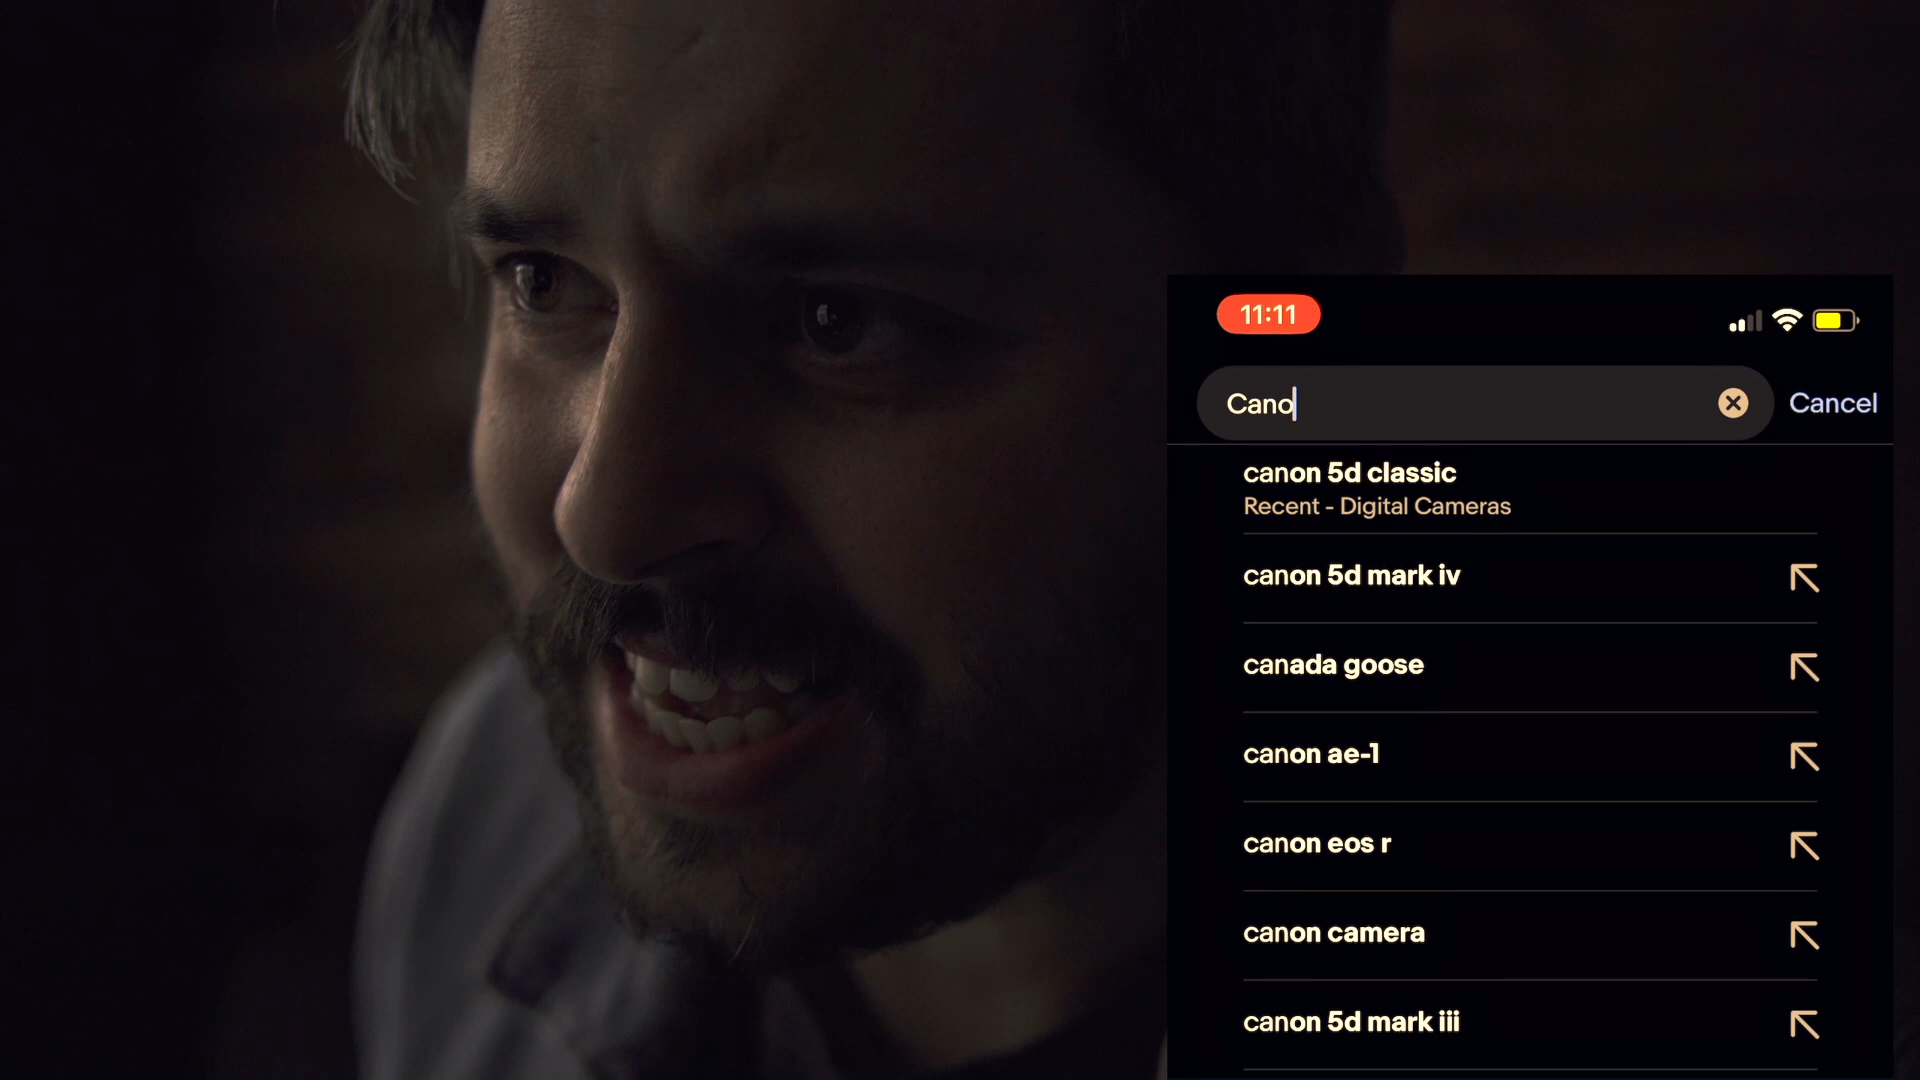 11:11
Cano
Cancel
canon 5d classic
Recent - Digital Cameras
canon 5d mark iv
canada goose
canon ae-1
canon eos r
canon camera
canon 5d mark iii